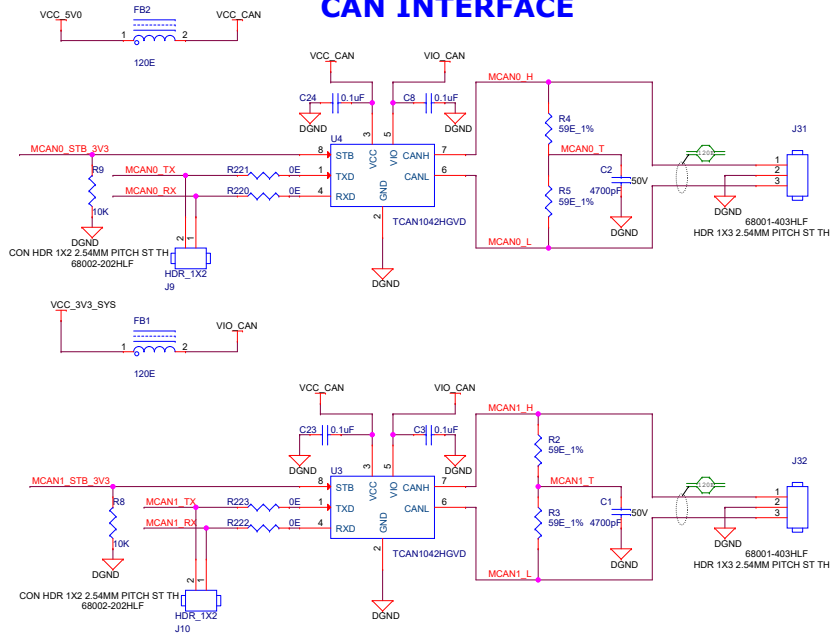 CAN INTERFACE
VCC_5V0
FB2
VCC_CAN
1
2
120E
VCC_CAN
VIO_CAN
MCAN0_H
C24
0.1uF
C8
0.1uF
DGND
DGND
R4
59E_1%
J31
U4
3
5
MCAN0_STB_3V3
8
STB
VCC
VIO
CANH
7
MCAN0_T
120E
R9
MCAN0_TX
R221
0E
1
TXD
CANL
6
C2
50V
1
MCAN0_RX
R220
0E
4
RXD
GND
R5
59E_1%
4700pF
2
3
10K
2
TCAN1042HGVD
DGND
DGND
68001-403HLF
HDR 1X3 2.54MM PITCH ST TH
DGND
CON HDR 1X2 2.54MM PITCH ST TH
68002-202HLF
2
1
MCAN0_L
HDR_1X2
J9
DGND
VCC_3V3_SYS
FB1
VIO_CAN
1
2
120E
VCC_CAN
VIO_CAN
MCAN1_H
C23
0.1uF
C3
0.1uF
DGND
DGND
R2
59E_1%
J32
U3
3
5
MCAN1_STB_3V3
8
STB
VCC
VIO
CANH
7
MCAN1_T
R8
MCAN1_TX
R223
0E
1
TXD
CANL
6
C1
50V
1
MCAN1_RX
R222
0E
4
RXD
GND
R3
59E_1%
4700pF
2
3
10K
2
TCAN1042HGVD
DGND
DGND
68001-403HLF
HDR 1X3 2.54MM PITCH ST TH
DGND
CON HDR 1X2 2.54MM PITCH ST TH
68002-202HLF
2
1
MCAN1_L
HDR_1X2
J10
DGND